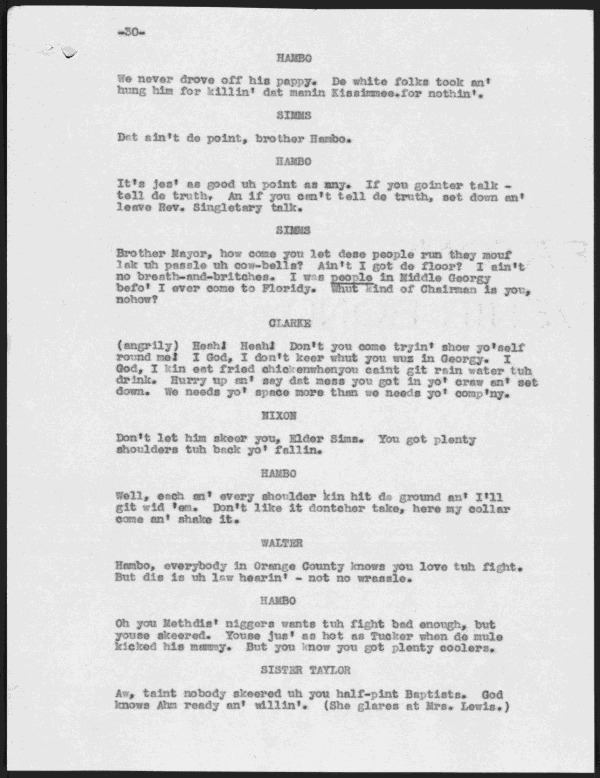 -30-
HAMBO
We never drove off his pappy. De white folks took an'
hung him for killin' dat manin Kissimmee.for nothin'.
SIMMS
Dat ain't de point, brother Hambo.
HAMBO
It's jes' as good uh point as any. If you gointer talk -
tell de truth. An if you can't tell de truth, set down an'
leave Rev. Singletary talk.
SIMMS
Brother Mayor, how come you let dese people run they mouf
lak uh passle uh cow-bells? Ain't I got de floor? I ain't
no breath-and-britches. I was people in Middle Georgy
befo' I ever come to Floridy. Whut kind of Chairman is you,
nohow?
CLARKE
(angrily) Heah! Heah! Don't you come tryin' show yo'self
round me! I God, I don't keer whut you wuz in Georgy. I
God, I kin eat fried chickenwhenyou caint git rain water tuh
drink. Hurry up an' say dat mess you got in yo' craw an' set
down. We needs yo' space more than we needs yo' comp'ny.
NIXON
Don't let him skeer you, Elder Sims. You got plenty
shoulders tuh back yo' fallin.
HAMBO
Well, each an' every shoulder kin hit de ground an' I'll
git wid 'em. Don't like it dontcher take, here my collar
come an' shake it.
WALTER
Hambo, everybody in Orange County knows you love tuh fight.
But dis is uh law hearin' - not no wrassle.
HAMBO
Oh you Methdis' niggers wants tuh fight bad enough, but
youse skeered. Youse jus' as hot as Tucker when de mule
kicked his mammy. But you know you got plenty coolers.
SISTER TAYLOR
Aw, taint nobody skeered uh you half-pint Baptists. God
knows Ahm ready an' willin'. (She glares at Mrs. Lewis.)